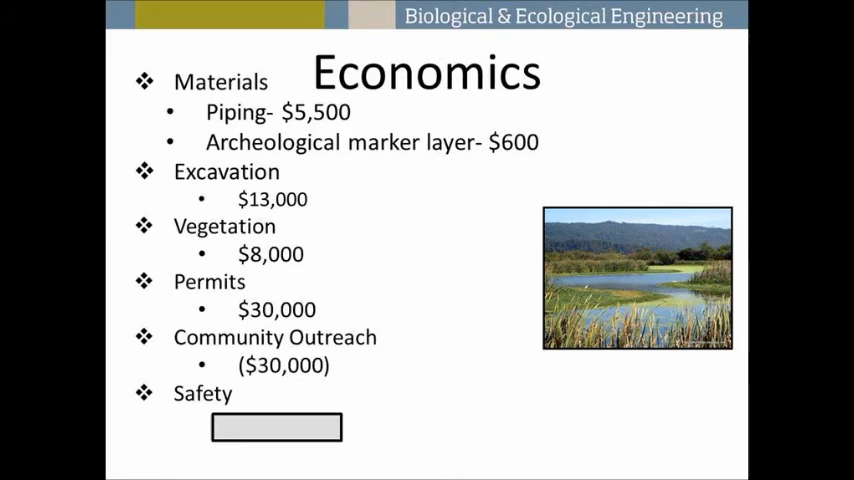 Biological & Ecological Engineering
Economics
❖ Materials
• Piping- $5,500
• Archeological marker layer- $600
❖ Excavation
• $13,000
❖ Vegetation
• $8,000
❖ Permits
• $30,000
❖ Community Outreach
• ($30,000)
❖ Safety